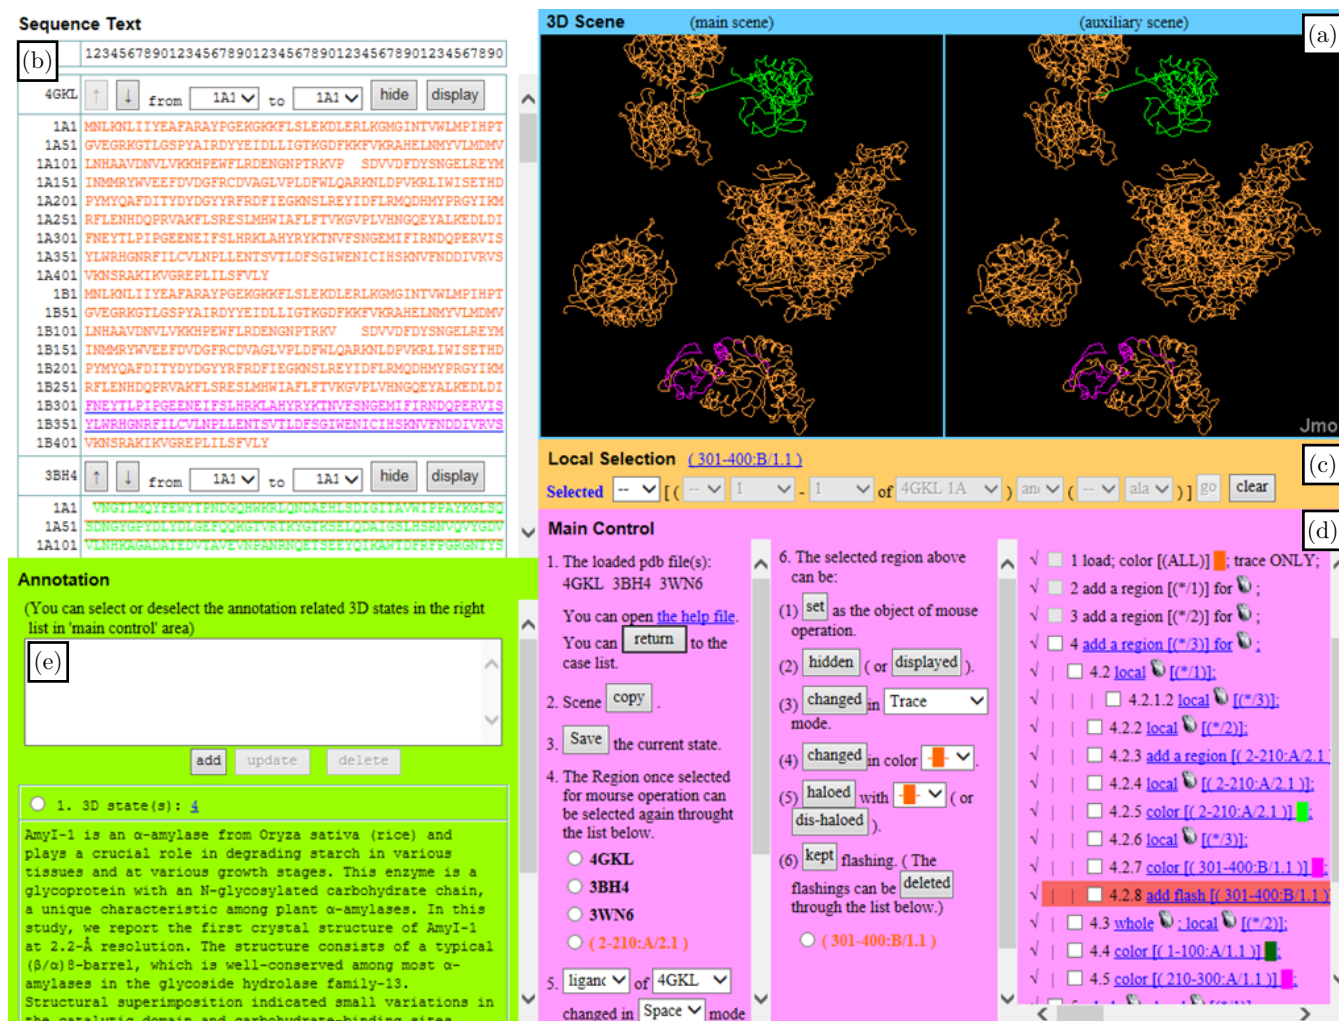 Sequence Text
(b)
12345678901234567890123456789012345678901234567890
4GKL ↑ ↓ from 1A1 to 1A1 hide display
1A1 MNLKNLIIYEAFARAYPGEKGKKFLSLEKDLERLKGMGINTVWLMPIHPT
1A51 GVEGRKGTLGSPYAIRDYYEIDLLIGTKGDFKKFVKRAHELNMYVLMDMV
1A101 LNHAAVDNVLVKKHPEWFLRDENGNPTRKVP SDVVDFDYSNGELREYM
1A151 INMMRYWVEEFDVDGFRCDVAGLVPLDFWLQARKNLDPVKRLIWISETHD
1A201 PYMYQAFDITYDYDGYYRFRDFIEGKNSLREYIDFLRMQDHMYPRGYIKM
1A251 RFLENHDQPRVAKFLSRESLMHWIAFLFTVKGVPLVHNGQEYALKEDLDI
1A301 FNEYTLPIPGEENEIFSLHRKLAHYRYKTNVFSNGEMIFIRNDQPERVIS
1A351 YLWRHGNRFILCVLNPLLENTSVTLDFSGIWENICIHSKNVFNDDIVRVS
1A401 VKNSRAKIKVGREPLILSFVLY
1B1 MNLKNLIIYEAFARAYPGEKGKKFLSLEKDLERLKGMGINTVWLMPIHPT
1B51 GVEGRKGTLGSPYAIRDYYEIDLLIGTKGDFKKFVKRAHELNMYVLMDMV
1B101 LNHAAVDNVLVKKHPEWFLRDENGNPTRKV SDVVDFDYSNGELREYM
1B151 INMMRYWVEEFDVDGFRCDVAGLVPLDFWLQARKNLDPVKRLIWISETHD
1B201 PYMYQAFDITYDYDGYYRFRDFIEGKNSLREYIDFLRMQDHMYPRGYIKM
1B251 RFLENHDQPRVAKFLSRESLMHWIAFLFTVKGVPLVHNGQEYALKEDLDI
1B301 FNEYTLPIPGEENEIFSLHRKLAHYRYKTNVFSNGEMIFIRNDQPERVIS
1B351 YLWRHGNRFILCVLNPLLENTSVTLDFSGIWENICIHSKNVFNDDIVRVS
1B401 VKNSRAKIKVGREPLILSFVLY
3BH4 ↑ ↓ from 1A1 to 1A1 hide display
1A1 VNGTLMQYFEWYTPNDGQHWKRLQNDAEHLSDIGITAVWIPPAYKGLSQ
1A51 SDNGYGPYDLYDLGEFQQKGTVRTKYGTKSELQDAIGSLHSRNVQVYGDV
1A101 VLNHKAGADATEDVTAVEVNPANRNQETSEEYQIKAWTDFRFPGRGNTYS
Annotation
(You can select or deselect the annotation related 3D states in the right
list in 'main control' area)
(e)
add update delete
1. 3D state(s): 4
AmyI-1 is an α-amylase from Oryza sativa (rice) and
plays a crucial role in degrading starch in various
tissues and at various growth stages. This enzyme is a
glycoprotein with an N-glycosylated carbohydrate chain,
a unique characteristic among plant α-amylases. In this
study, we report the first crystal structure of AmyI-1
at 2.2-Å resolution. The structure consists of a typical
(β/α)8-barrel, which is well-conserved among most α-
amylases in the glycoside hydrolase family-13.
Structural superimposition indicated small variations in
the catalytic domain and carbohydrate-binding sites
3D Scene (main scene) (auxiliary scene)
(a)
Jmo
Local Selection ( 301-400:B/1.1 )
(c)
Selected -- [ ( -- 1 - 1 of 4GKL 1A ) an ( -- ala ) ] go clear
Main Control
(d)
1. The loaded pdb file(s):
4GKL 3BH4 3WN6
You can open the help file.
You can return to the
case list.
2. Scene copy .
3. Save the current state.
4. The Region once selected
for mourse operation can
be selected again throught
the list below.
4GKL
3BH4
3WN6
( 2-210:A/2.1 )
5. liganc of 4GKL
changed in Space mode
6. The selected region above
can be:
(1) set as the object of mouse
operation.
(2) hidden ( or displayed ).
(3) changed in Trace
mode.
(4) changed in color - - .
(5) haloed with - - ( or
dis-haloed ).
(6) kept flashing. ( The
flashings can be deleted
through the list below.)
( 301-400:B/1.1 )
√ 1 load; color [(ALL)] ; trace ONLY;
√ 2 add a region [(*/1)] for ;
√ 3 add a region [(*/2)] for ;
√ 4 add a region [(*/3)] for ;
√ | 4.2 local [(*/1)];
√ | | | 4.2.1.2 local [(*/3)];
√ | | 4.2.2 local [(*/2)];
√ | | 4.2.3 add a region [( 2-210:A/2.1
√ | | 4.2.4 local [( 2-210:A/2.1)];
√ | | 4.2.5 color [( 2-210:A/2.1)] ;
√ | | 4.2.6 local [(*/3)];
√ | | 4.2.7 color [( 301-400:B/1.1)] ;
√ | | 4.2.8 add flash [( 301-400:B/1.1)
√ | 4.3 whole ; local [(*/2)];
√ | 4.4 color [( 1-100:A/1.1 )] ;
√ | 4.5 color [( 210-300:A/1.1)] ;